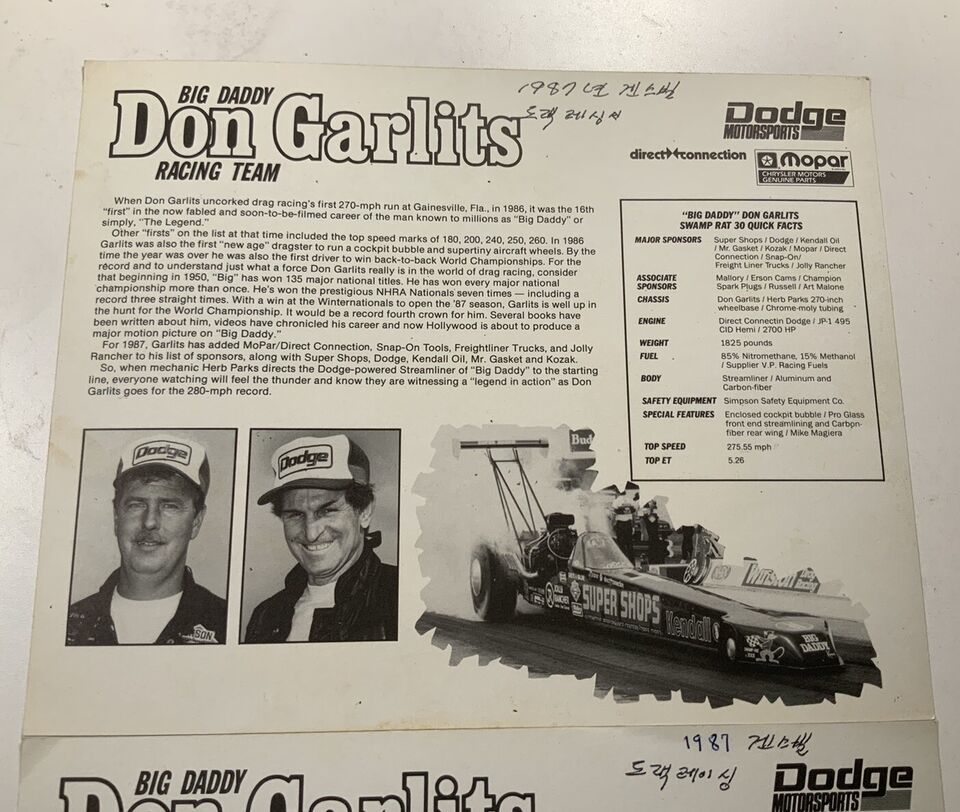 BIG DADDY
Don Garlits
RACING TEAM
1987년 젠스빌
도랙 레싱서
Dodge
MOTORSPORTS
direct connection
Mopar
CHRYSLER MOTORS
GENUINE PARTS
When Don Garlits uncorked drag racing's first 270-mph run at Gainesville, Fla., in 1986, it was the 16th
"first" in the now fabled and soon-to-be-filmed career of the man known to millions as "Big Daddy" or
simply, "The Legend."
Other "firsts" on the list at that time included the top speed marks of 180, 200, 240, 250, 260. In 1986
Garlits was also the first "new age" dragster to run a cockpit bubble and supertiny aircraft wheels. By the
time the year was over he was also the first driver to win back-to-back World Championships. For the
record and to understand just what a force Don Garlits really is in the world of drag racing, consider
that beginning in 1950, "Big" has won 135 major national titles. He has won every major national
championship more than once. He's won the prestigious NHRA Nationals seven times — including a
record three straight times. With a win at the Winternationals to open the '87 season, Garlits is well up in
the hunt for the World Championship. It would be a record fourth crown for him. Several books have
been written about him, videos have chronicled his career and now Hollywood is about to produce a
major motion picture on "Big Daddy."
For 1987, Garlits has added MoPar/Direct Connection, Snap-On Tools, Freightliner Trucks, and Jolly
Rancher to his list of sponsors, along with Super Shops, Dodge, Kendall Oil, Mr. Gasket and Kozak.
So, when mechanic Herb Parks directs the Dodge-powered Streamliner of "Big Daddy" to the starting
line, everyone watching will feel the thunder and know they are witnessing a "legend in action" as Don
Garlits goes for the 280-mph record.
"BIG DADDY" DON GARLITS
SWAMP RAT 30 QUICK FACTS
MAJOR SPONSORS Super Shops / Dodge / Kendall Oil
/ Mr. Gasket / Kozak / Mopar / Direct
Connection / Snap-On/
Freight Liner Trucks / Jolly Rancher
ASSOCIATE SPONSORS Mallory / Erson Cams / Champion
Spark Plugs / Russell / Art Malone
CHASSIS Don Garlits / Herb Parks 270-inch
wheelbase / Chrome-moly tubing
ENGINE Direct Connectin Dodge / JP-1 495
CID Hemi / 2700 HP
WEIGHT 1825 pounds
FUEL 85% Nitromethane, 15% Methanol
/ Supplier V.P. Racing Fuels
BODY Streamliner / Aluminum and
Carbon-fiber
SAFETY EQUIPMENT Simpson Safety Equipment Co.
SPECIAL FEATURES Enclosed cockpit bubble / Pro Glass
front end streamlining and Carbon-
fiber rear wing / Mike Magiera
TOP SPEED 275.55 mph
TOP ET 5.26
Dodge
Dodge
SON
Bud
SUPER SHOPS
Kendall
BIG
DADDY
1987 젠스빌
도랙레이싱
BIG DADDY
Don Garlits
Dodge
MOTORSPORTS